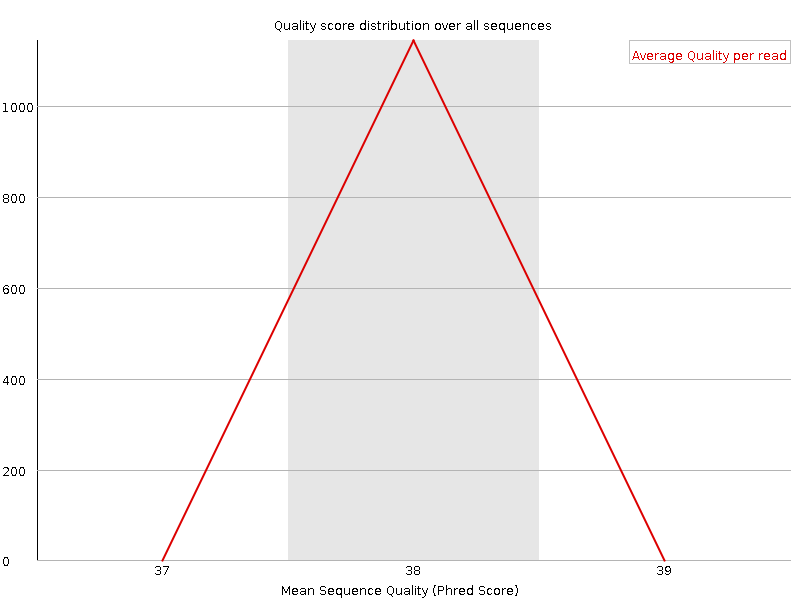 Quality score distribution over all sequences
Average Quality per read
1000
800
600
400
200
0
37 38 39
Mean Sequence Quality (Phred Score)